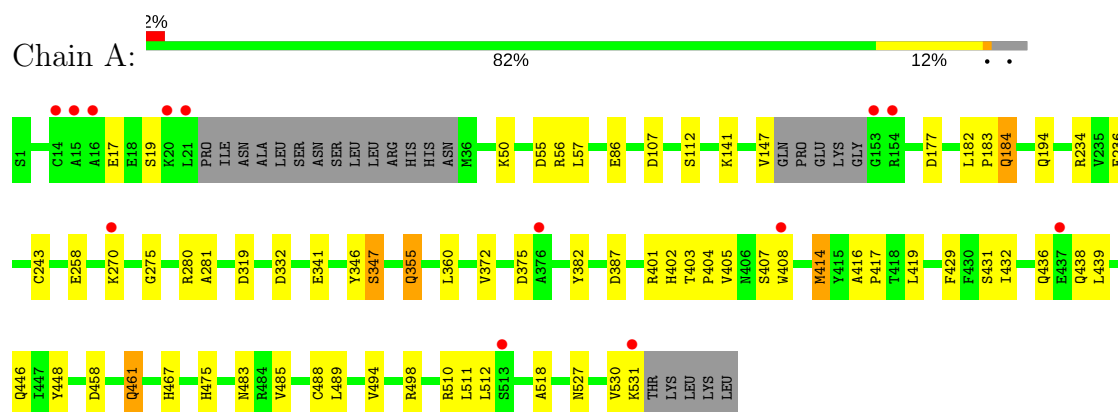 2%
Chain A:
82% 12% • •
S1 C14 A15 A16 E17 E18 S19 K20 L21 PRO ILE ASN ALA LEU SER ASN SER LEU LEU ARG HIS HIS ASN M36 K50 D55 R56 L57 E86 D107 S112 K141 V147 GLN PRO GLU LYS GLY G153 R154 D177 L182 P183 Q184 Q194 R234 V235 E236
C243 E258 K270 G275 R280 A281 D319 D332 E341 Y346 S347 Q355 L360 V372 D375 A376 Y382 D387 R401 H402 T403 P404 V405 N406 S407 W408 M414 Y415 A416 P417 T418 L419 F429 F430 S431 I432 Q436 E437 Q438 L439
Q446 I447 Y448 D458 Q461 H467 H475 N483 R484 V485 C488 L489 V494 R498 R510 L511 L512 S513 A518 N527 V530 K531 THR LYS LEU LYS LEU